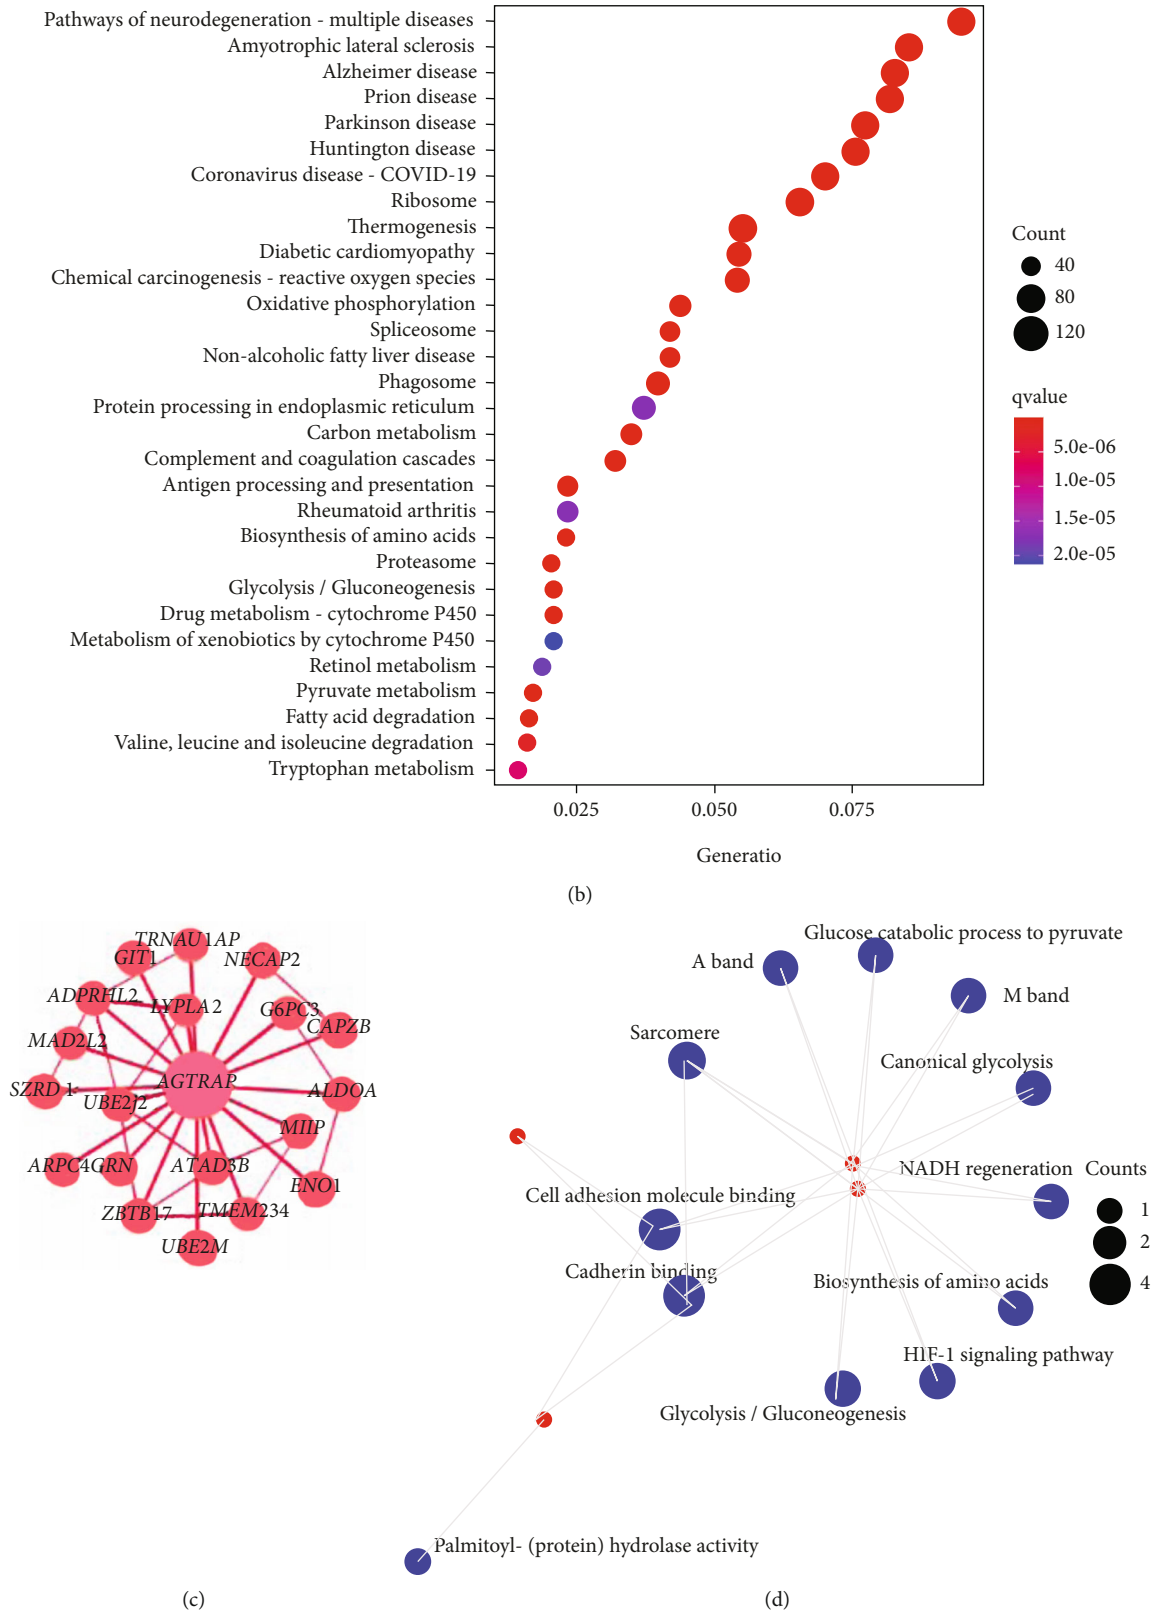 Pathways of neurodegeneration - multiple diseases
Amyotrophic lateral sclerosis
Alzheimer disease
Prion disease
Parkinson disease
Huntington disease
Coronavirus disease - COVID-19
Ribosome
Thermogenesis
Diabetic cardiomyopathy
Chemical carcinogenesis - reactive oxygen species
Oxidative phosphorylation
Spliceosome
Non-alcoholic fatty liver disease
Phagosome
Protein processing in endoplasmic reticulum
Carbon metabolism
Complement and coagulation cascades
Antigen processing and presentation
Rheumatoid arthritis
Biosynthesis of amino acids
Proteasome
Glycolysis / Gluconeogenesis
Drug metabolism - cytochrome P450
Metabolism of xenobiotics by cytochrome P450
Retinol metabolism
Pyruvate metabolism
Fatty acid degradation
Valine, leucine and isoleucine degradation
Tryptophan metabolism
0.025 0.050 0.075
Generatio
Count
40
80
120
qvalue
5.0e-06
1.0e-05
1.5e-05
2.0e-05
(b)
TRNAU1AP
GIT1
NECAP2
ADPRHL2
LYPLA2
G6PC3
CAPZB
MAD2L2
AGTRAP
SZRD1
UBE2j2
ALDOA
MIIP
ARPC4
GRN
ATAD3B
ENO1
ZBTB17
TMEM234
UBE2M
(c)
Glucose catabolic process to pyruvate
A band
M band
Sarcomere
Canonical glycolysis
NADH regeneration
Cell adhesion molecule binding
Cadherin binding
Biosynthesis of amino acids
HIF-1 signaling pathway
Glycolysis / Gluconeogenesis
Palmitoyl- (protein) hydrolase activity
Counts
1
2
4
(d)